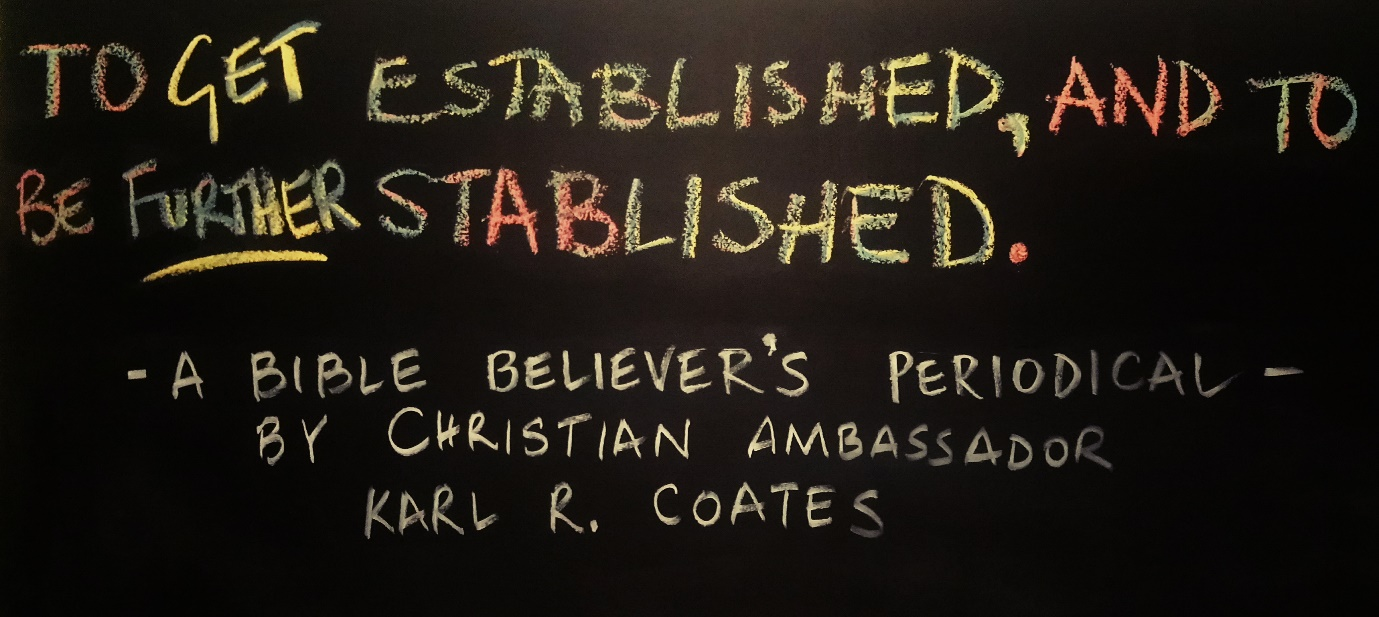 TO GET ESTABLISHED, AND TO
BE FURTHER STABLISHED.
- A BIBLE BELIEVER'S PERIODICAL -
BY CHRISTIAN AMBASSADOR
KARL R. COATES